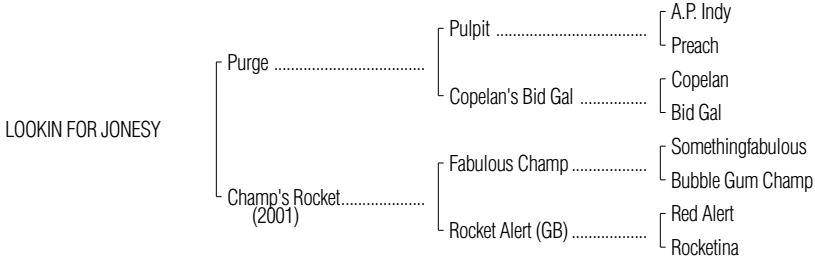 A.P. Indy
Pulpit ...................................
Preach
Purge ...................................
Copelan
Copelan's Bid Gal ................
Bid Gal
LOOKIN FOR JONESY
Somethingfabulous
Fabulous Champ .................
Bubble Gum Champ
Champ's Rocket...................
(2001)
Red Alert
Rocket Alert (GB) .................
Rocketina